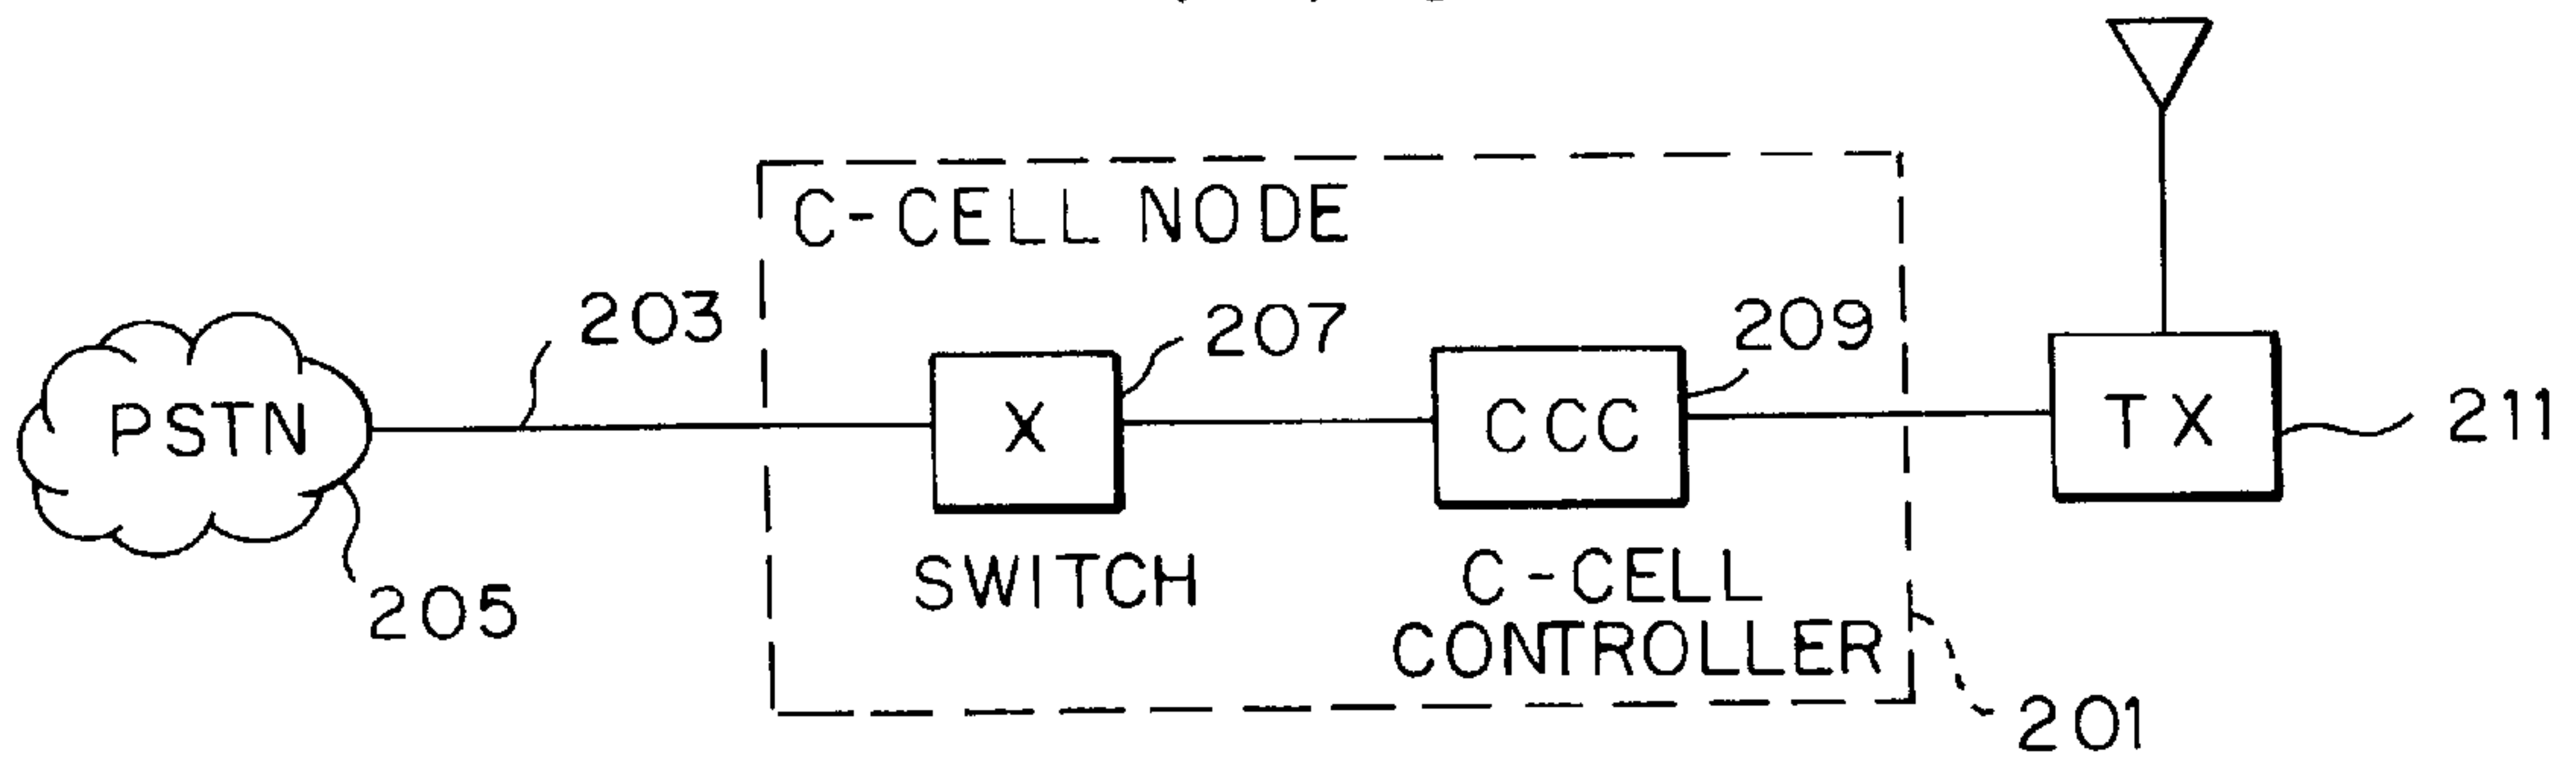 C-CELL NODE
203
207
209
PSTN
X
CCC
TX
211
205
SWITCH
C-CELL
CONTROLLER
201